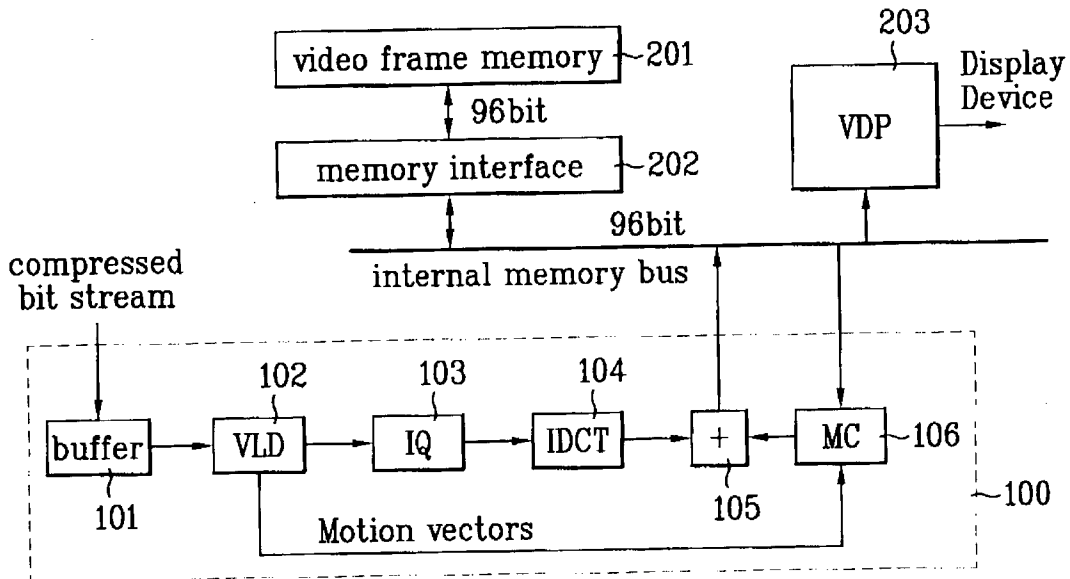 video frame memory
201
203
Display
Device
96bit
VDP
memory interface
202
96bit
internal memory bus
compressed
bit stream
102
103
104
buffer
VLD
IQ
IDCT
+
MC
106
101
105
100
Motion vectors